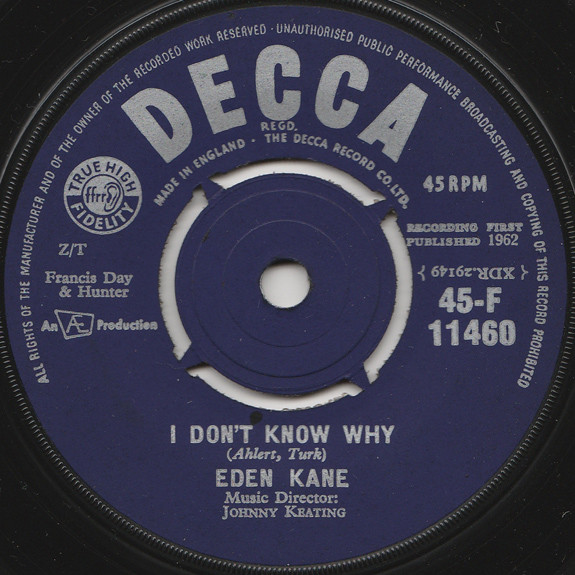 ALL RIGHTS OF THE MANUFACTURER AND OF THE OWNER OF THE RECORDED WORK RESERVED · UNAUTHORISED PUBLIC PERFORMANCE BROADCASTING AND COPYING OF THIS RECORD PROHIBITED
DECCA
REGD.
MADE IN ENGLAND · THE DECCA RECORD CO. LTD.
TRUE HIGH
ffrr
FIDELITY
45 RPM
Z/T
RECORDING FIRST
PUBLISHED 1962
Francis Day
& Hunter
{ XDR.29149 }
45-F
11460
An Æ Production
I DON'T KNOW WHY
(Ahlert, Turk)
EDEN KANE
Music Director:
JOHNNY KEATING